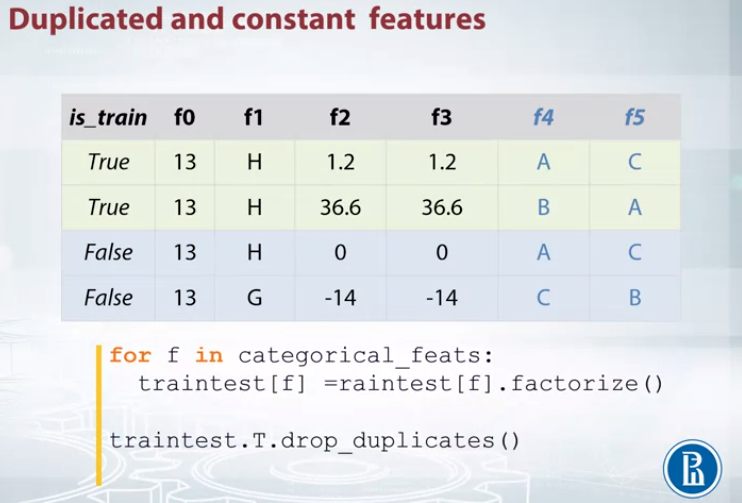 Duplicated and constant features
is_train f0 f1 f2 f3 f4 f5
True 13 H 1.2 1.2 A C
True 13 H 36.6 36.6 B A
False 13 H 0 0 A C
False 13 G -14 -14 C B
for f in categorical_feats:
traintest[f] =raintest[f].factorize()
traintest.T.drop_duplicates()